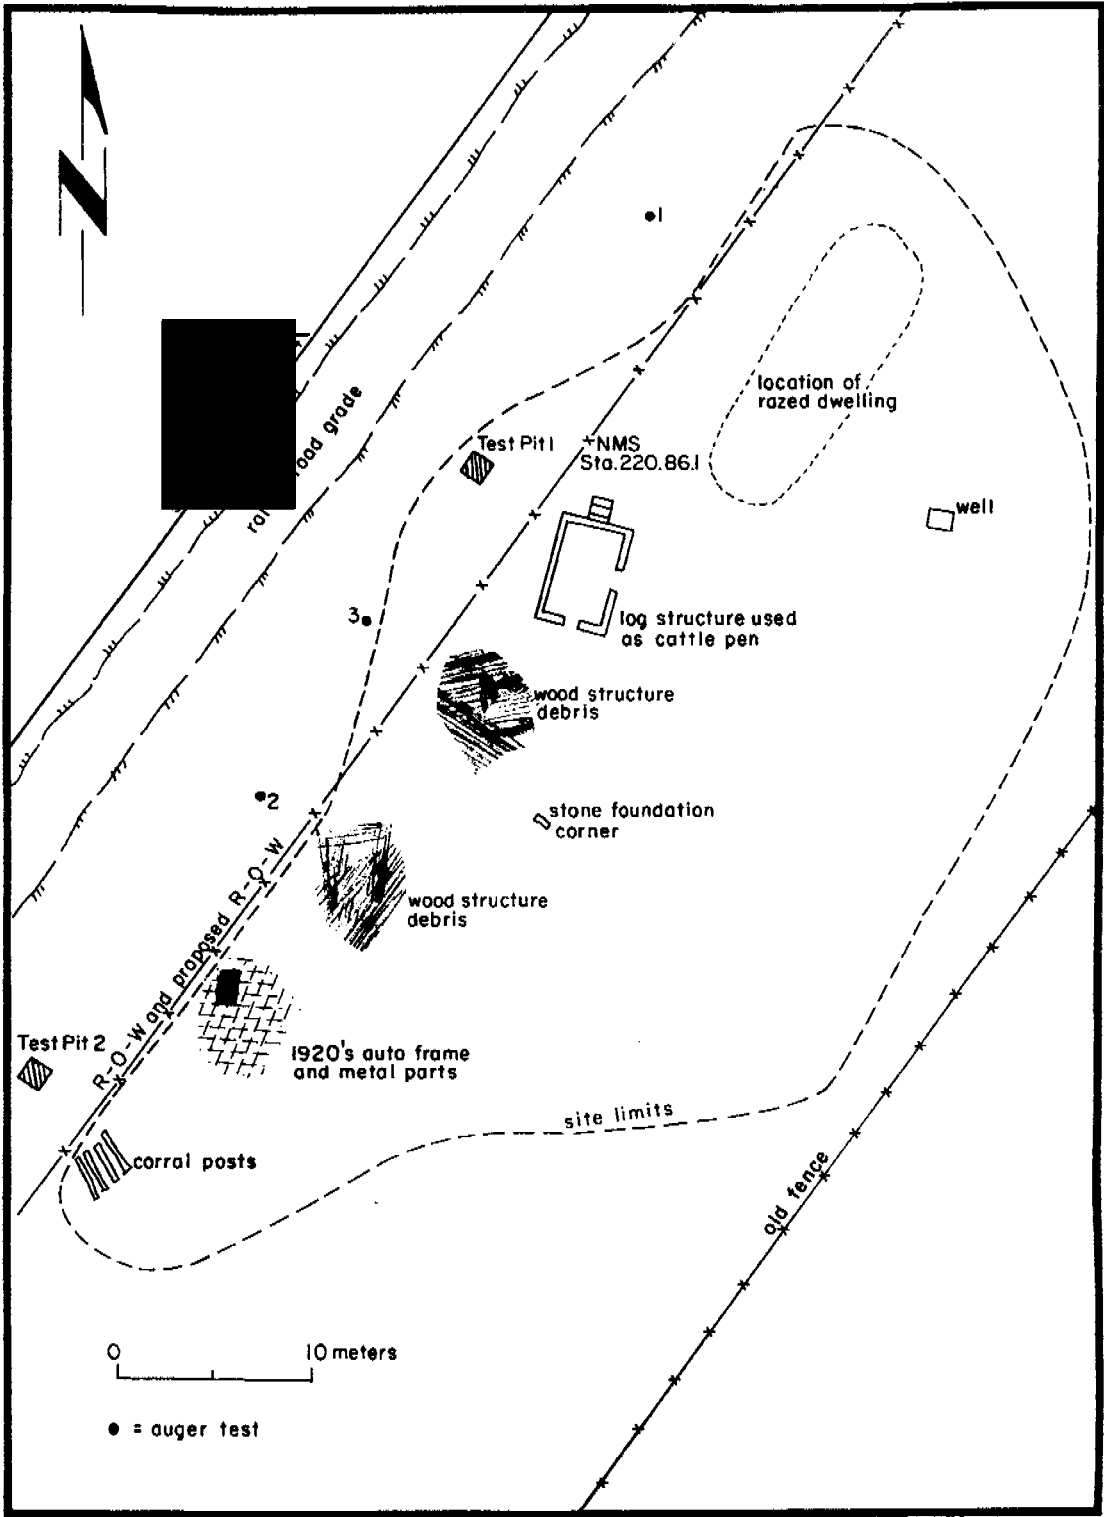 N
1
location of
razed dwelling
road grade
Test Pit 1
NMS
Sta. 220.86.1
well
3
log structure used
as cattle pen
wood structure
debris
2
stone foundation
corner
wood structure
debris
R-O-W and proposed R-O-W
Test Pit 2
1920's auto frame
and metal parts
site limits
corral posts
old fence
0 10 meters
• = auger test